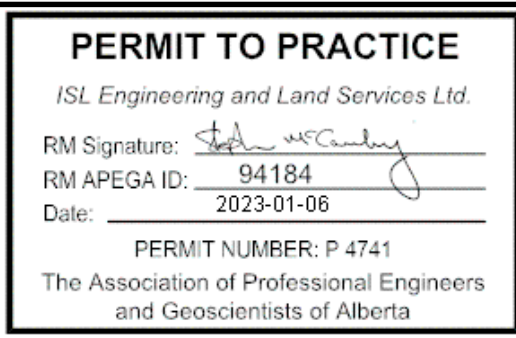 PERMIT TO PRACTICE
ISL Engineering and Land Services Ltd.
RM Signature:
RM APEGA ID: 94184
Date: 2023-01-06
PERMIT NUMBER: P 4741
The Association of Professional Engineers
and Geoscientists of Alberta